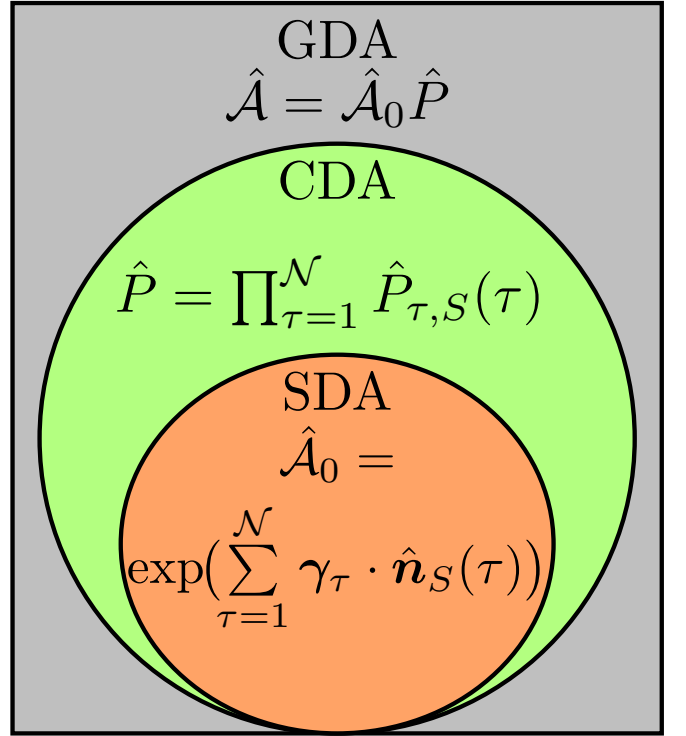 GDA
𝒜̂ = 𝒜̂₀P̂
CDA
P̂ = ∏_{τ=1}^{𝒩} P̂_{τ,S}(τ)
SDA
𝒜̂₀ =
exp(∑_{τ=1}^{𝒩} 𝜸_τ · 𝒏̂_S(τ))